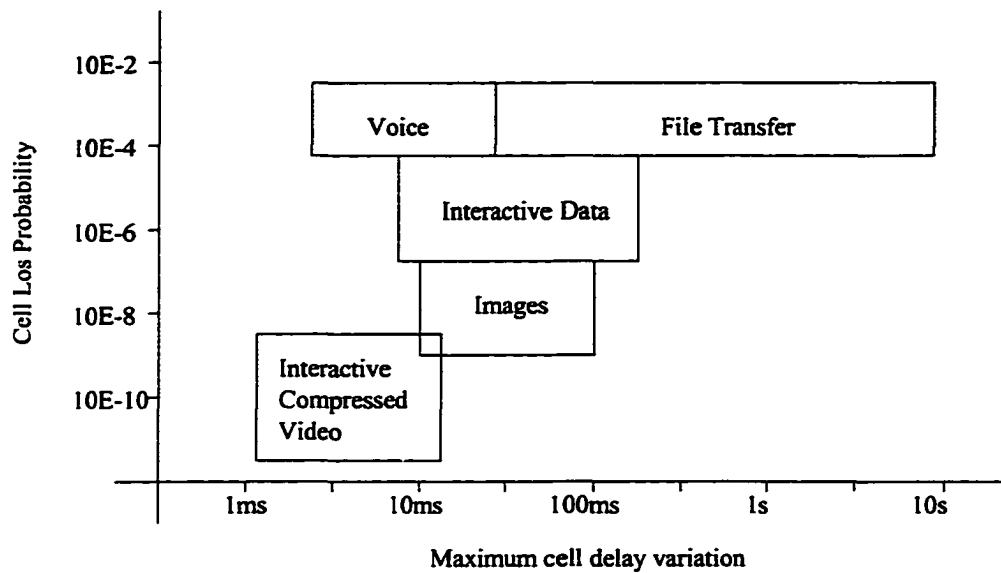 10E-2
Voice
File Transfer
10E-4
Interactive Data
10E-6
Images
10E-8
Interactive
Compressed
Video
10E-10
Cell Los Probability
1ms
10ms
100ms
1s
10s
Maximum cell delay variation